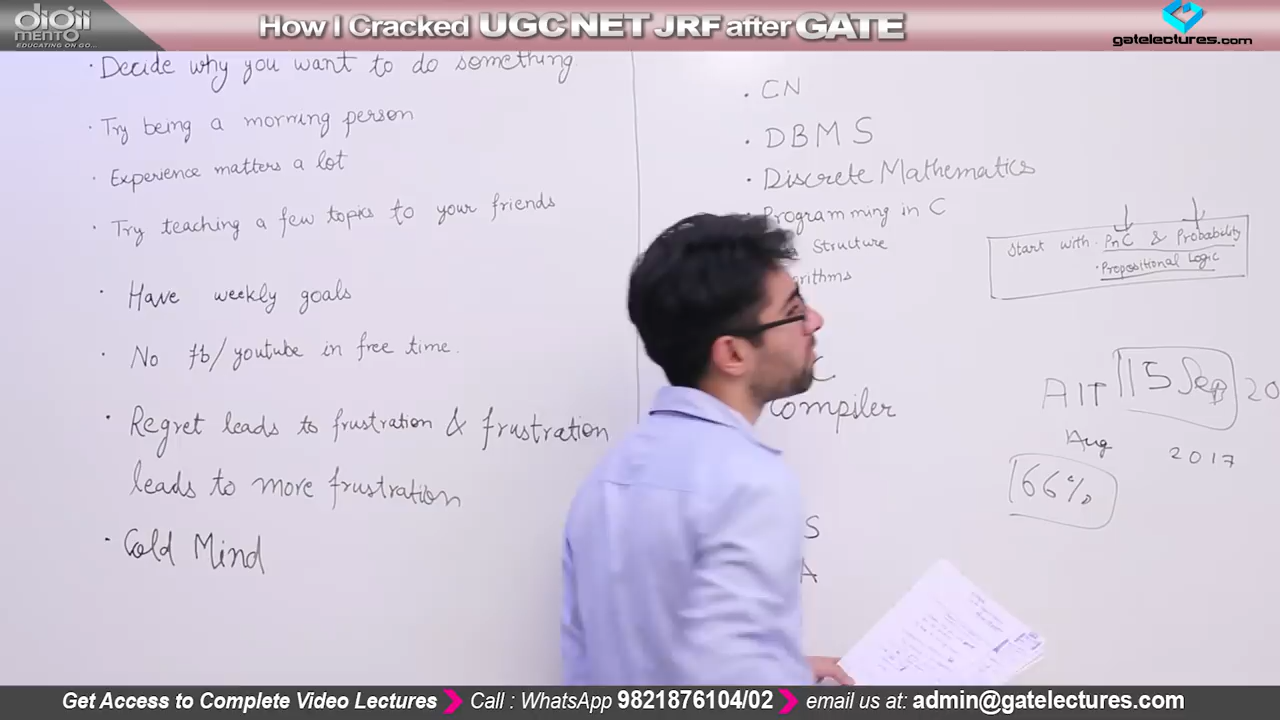 digii
mento
EDUCATING ON GO...
How I Cracked UGC NET JRF after GATE
gatelectures.com
· Decide why you want to do something
· Try being a morning person
· Experience matters a lot
· Try teaching a few topics to your friends
· Have weekly goals
· No fb/youtube in free time.
· Regret leads to frustration & frustration
leads to more frustration
· Cold Mind
· CN
· DBMS
· Discrete Mathematics
Programming in C
Structure
Start with · PnC & Probability
· Propositional Logic
C
Compiler
S
A
AIT 115 Sep 20
Aug 2017
66%
Get Access to Complete Video Lectures Call : WhatsApp 9821876104/02 email us at: admin@gatelectures.com